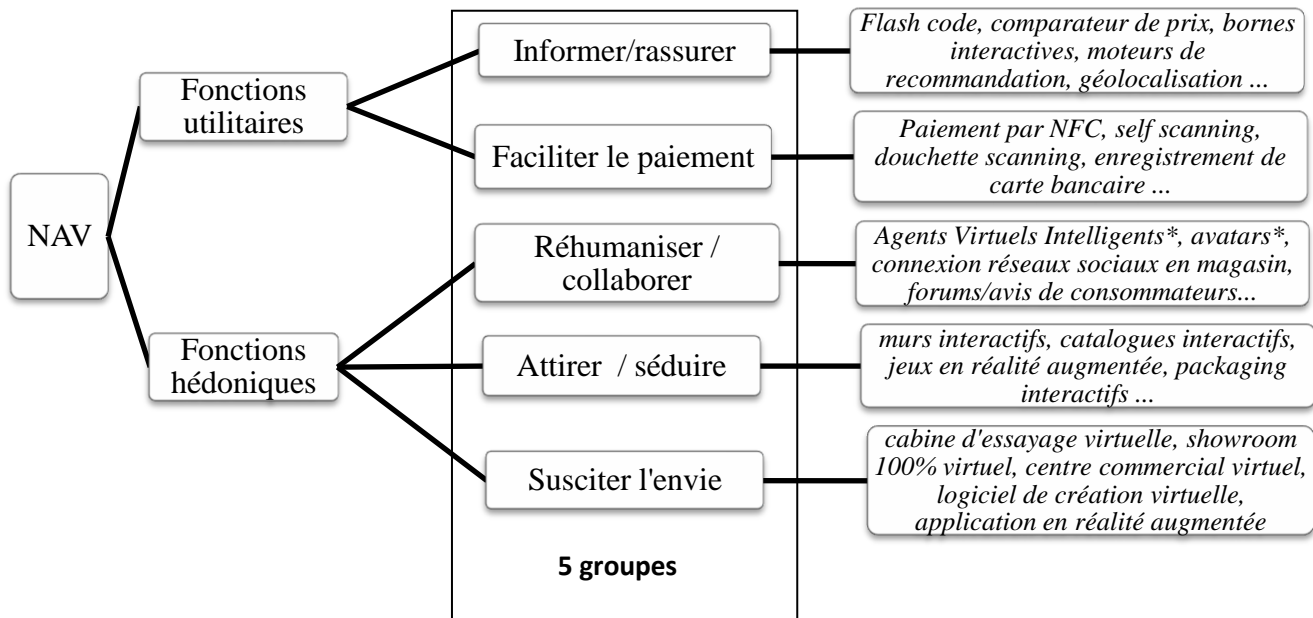 NAV
Fonctions
utilitaires
Fonctions
hédoniques
Informer/rassurer
Faciliter le paiement
Réhumaniser /
collaborer
Attirer / séduire
Susciter l'envie
5 groupes
Flash code, comparateur de prix, bornes
interactives, moteurs de
recommandation, géolocalisation ...
Paiement par NFC, self scanning,
douchette scanning, enregistrement de
carte bancaire ...
Agents Virtuels Intelligents*, avatars*,
connexion réseaux sociaux en magasin,
forums/avis de consommateurs...
murs interactifs, catalogues interactifs,
jeux en réalité augmentée, packaging
interactifs ...
cabine d'essayage virtuelle, showroom
100% virtuel, centre commercial virtuel,
logiciel de création virtuelle,
application en réalité augmentée